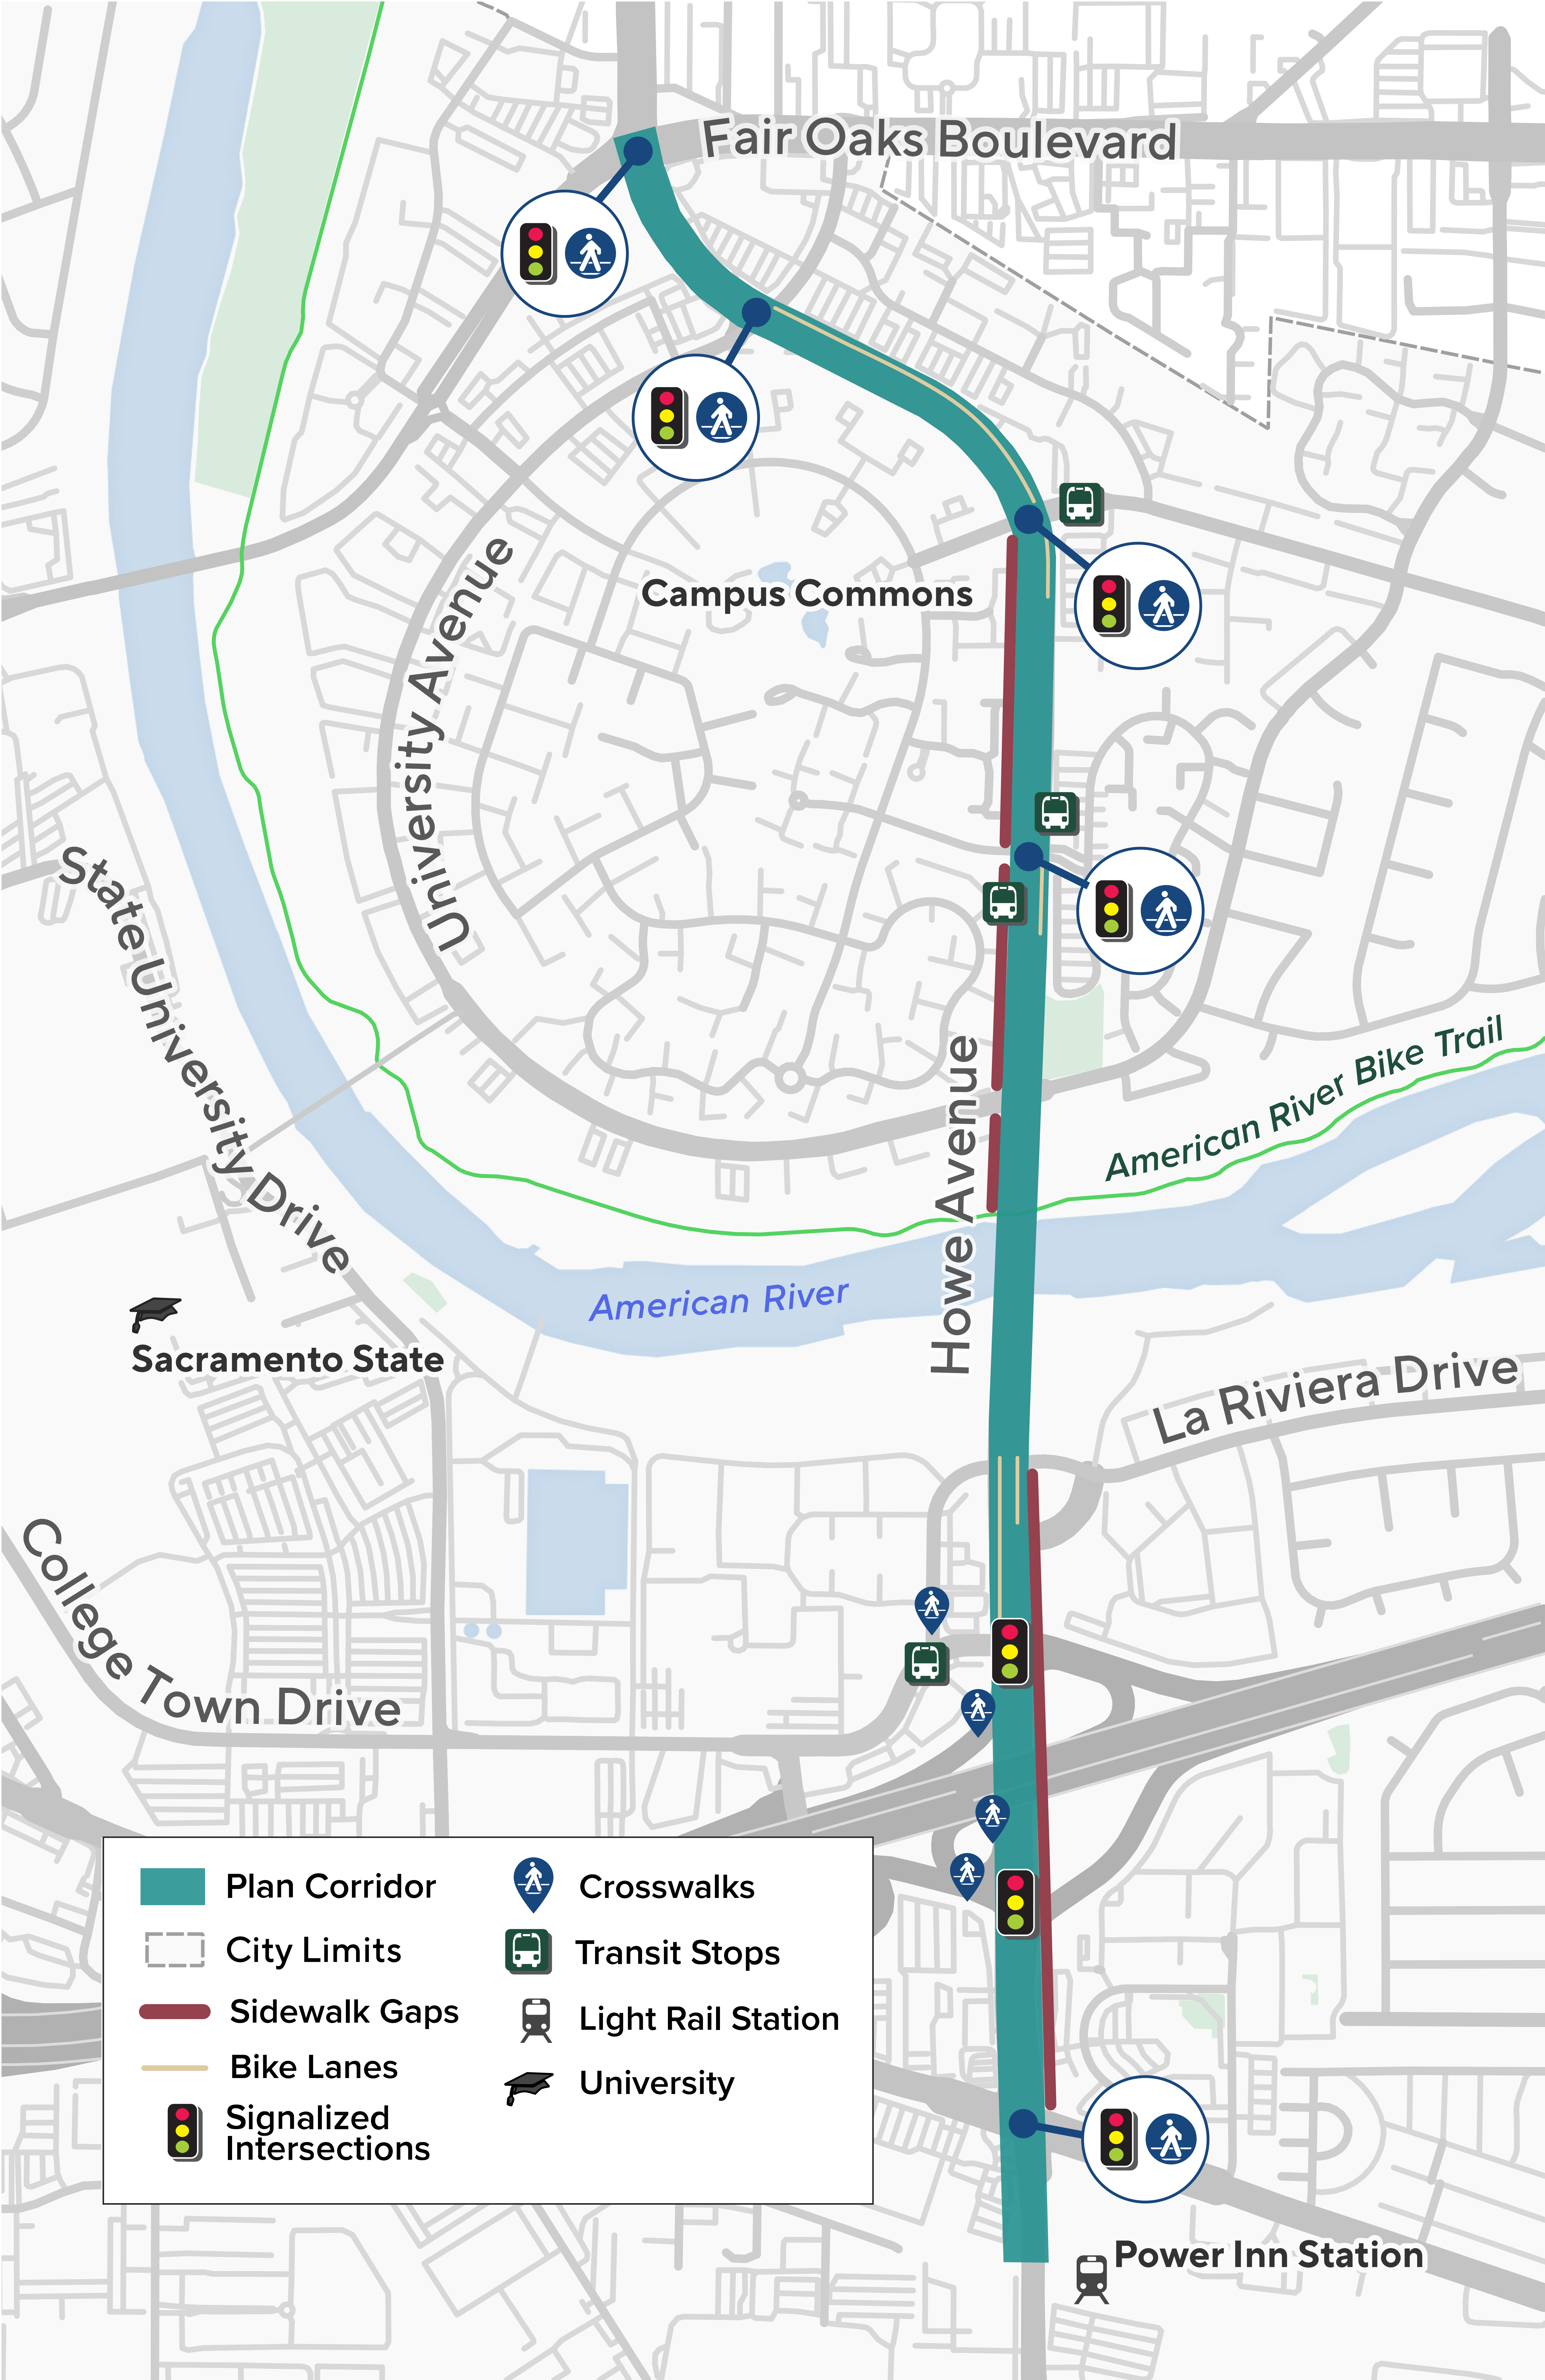 Fair Oaks Boulevard
Campus Commons
University Avenue
State University Drive
American River Bike Trail
Howe Avenue
American River
Sacramento State
La Riviera Drive
College Town Drive
Plan Corridor
City Limits
Sidewalk Gaps
Bike Lanes
Signalized
Intersections
Crosswalks
Transit Stops
Light Rail Station
University
Power Inn Station